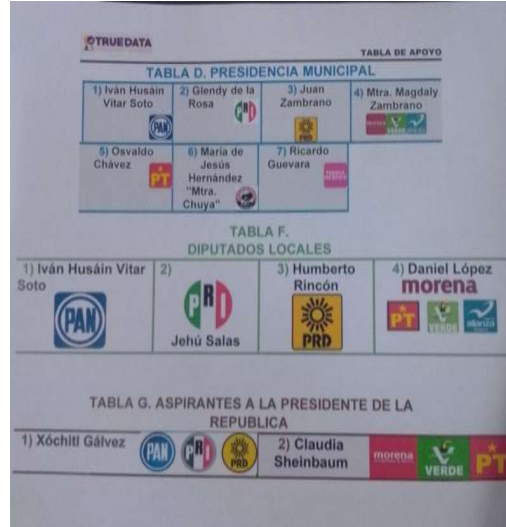 TRUEDATA
TABLA DE APOYO
TABLA D. PRESIDENCIA MUNICIPAL
1) Iván Husáin
Vitar Soto
PAN
2) Glendy de la
Rosa
PRI
3) Juan
Zambrano
PRD
4) Mtra. Magdaly
Zambrano
morena
VERDE
alianza
5) Osvaldo
Chávez
PT
6) Maria de
Jesús
Hernández
"Mtra.
Chuya"
7) Ricardo
Guevara
TABLA F.
DIPUTADOS LOCALES
1) Iván Husáin Vitar
Soto
PAN
2)
PRI
Jehú Salas
3) Humberto
Rincón
PRD
4) Daniel López
morena
PT
VERDE
alianza
TABLA G. ASPIRANTES A LA PRESIDENTE DE LA
REPUBLICA
1) Xóchitl Gálvez
PAN
PRI
PRD
2) Claudia
Sheinbaum
morena
VERDE
PT